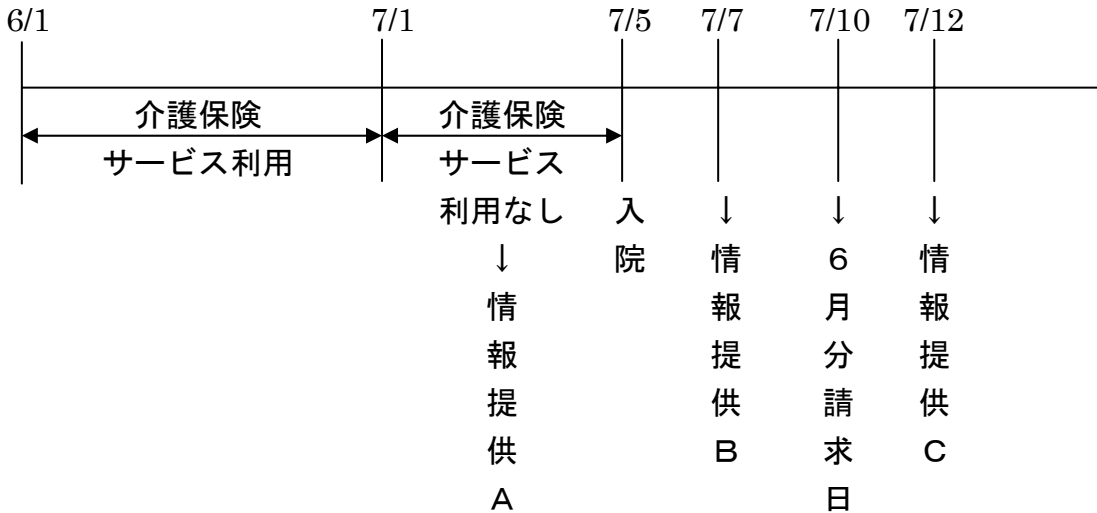 6/1
7/1
7/5
7/7
7/10
7/12
介護保険
サービス利用
介護保険
サービス
利用なし
↓
情報提供A
入院
↓
情報提供B
↓
６月分請求日
↓
情報提供C